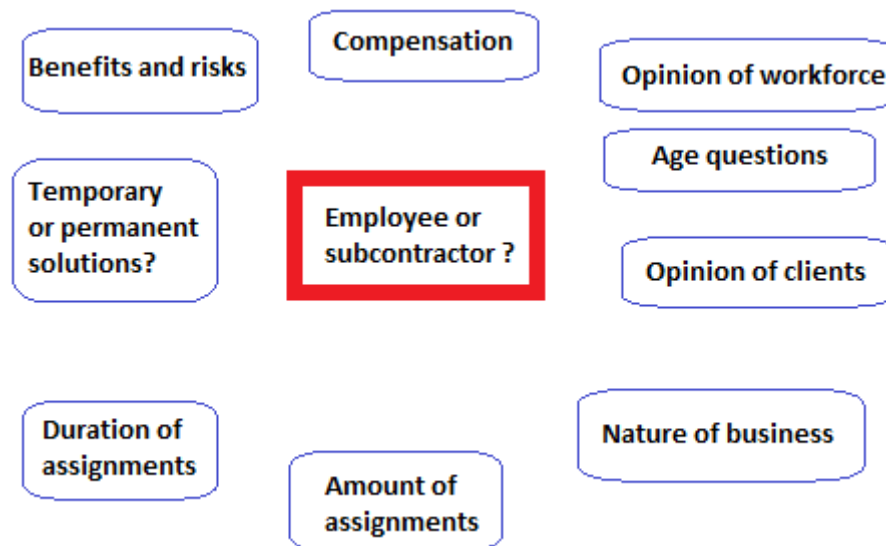 Compensation
Benefits and risks
Opinion of workforce
Age questions
Temporary
or permanent
solutions?
Employee or
subcontractor ?
Opinion of clients
Duration of
assignments
Nature of business
Amount of
assignments